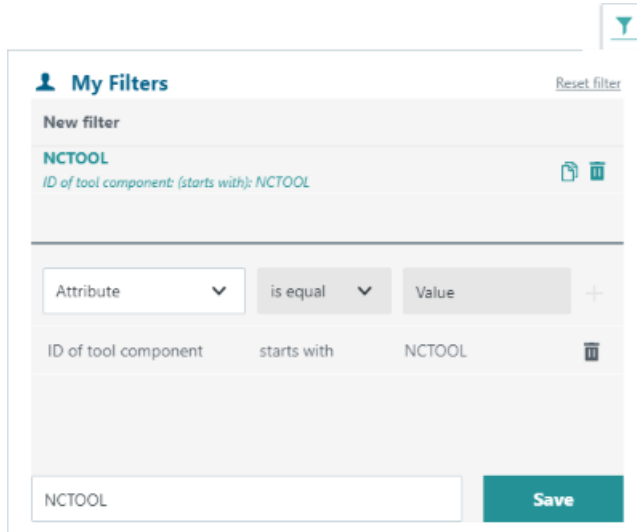 My Filters
Reset filter
New filter
NCTOOL
ID of tool component: (starts with): NCTOOL
Attribute is equal Value
ID of tool component starts with NCTOOL
NCTOOL Save